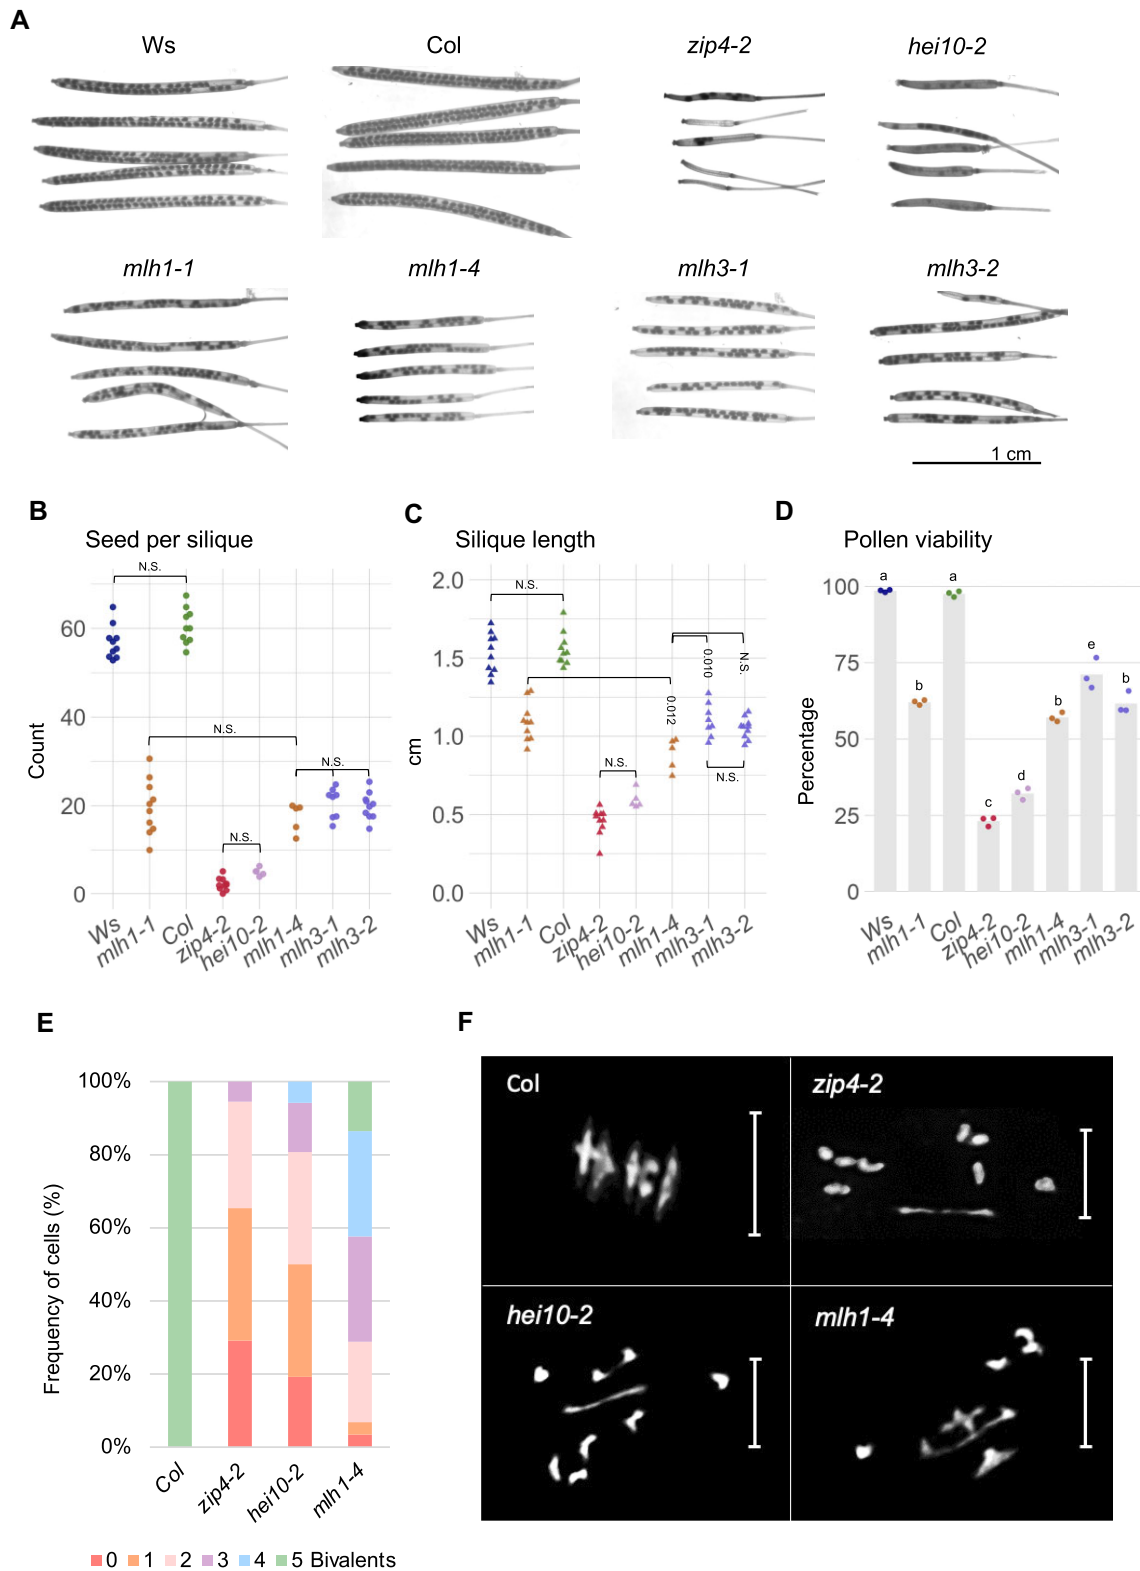 A
Ws Col zip4-2 hei10-2
mlh1-1 mlh1-4 mlh3-1 mlh3-2
1 cm
B
Seed per silique
Count
60
40
20
0
N.S.
N.S.
N.S.
N.S.
Ws mlh1-1 Col zip4-2 hei10-2 mlh1-4 mlh3-1 mlh3-2
C
Silique length
cm
2.0
1.5
1.0
0.5
0.0
N.S.
0.010
N.S.
0.012
N.S.
N.S.
Ws mlh1-1 Col zip4-2 hei10-2 mlh1-4 mlh3-1 mlh3-2
D
Pollen viability
Percentage
100
75
50
25
0
a b a c d b e b
Ws mlh1-1 Col zip4-2 hei10-2 mlh1-4 mlh3-1 mlh3-2
E
Frequency of cells (%)
100%
80%
60%
40%
20%
0%
Col zip4-2 hei10-2 mlh1-4
0 1 2 3 4 5 Bivalents
F
Col zip4-2
hei10-2 mlh1-4